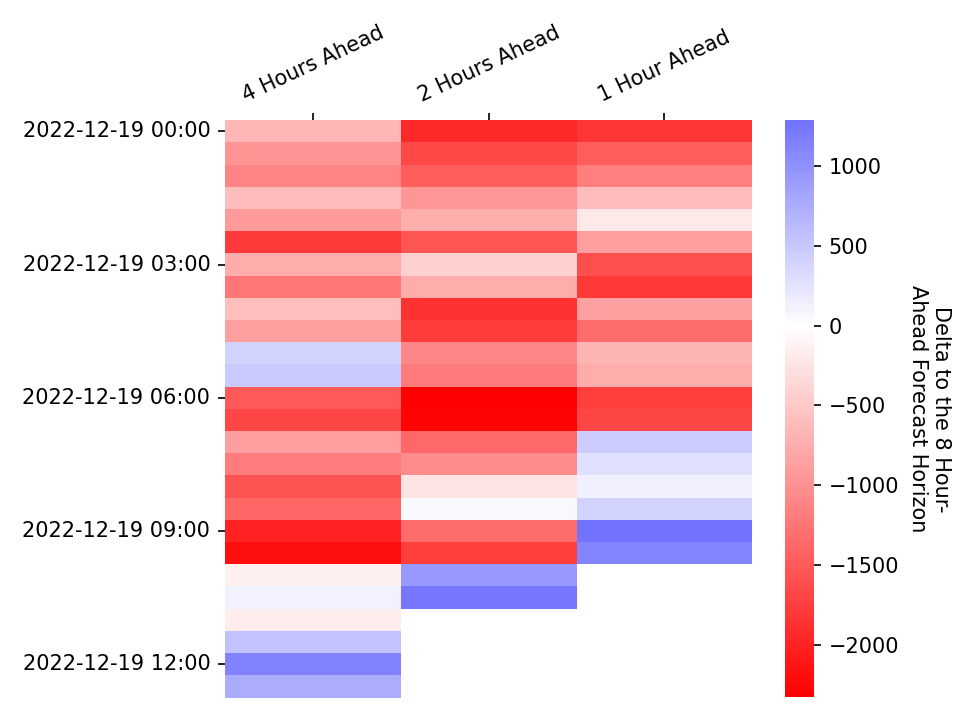 4 Hours Ahead
2 Hours Ahead
1 Hour Ahead
2022-12-19 00:00
2022-12-19 03:00
2022-12-19 06:00
2022-12-19 09:00
2022-12-19 12:00
1000
500
0
−500
−1000
−1500
−2000
Delta to the 8 Hour-
Ahead Forecast Horizon